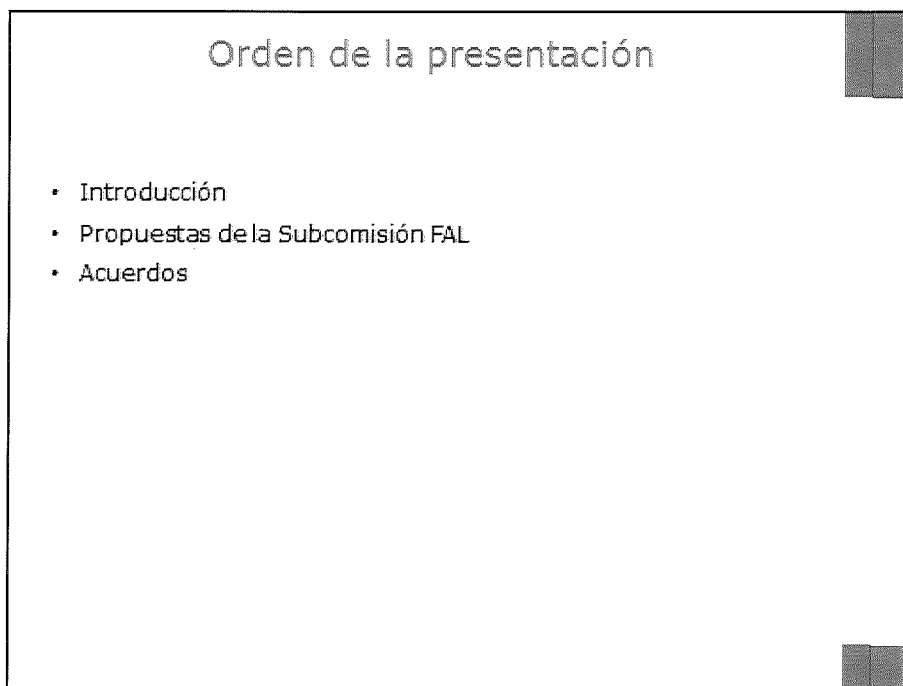 Orden de la presentación
• Introducción
• Propuestas de la Subcomisión FAL
• Acuerdos